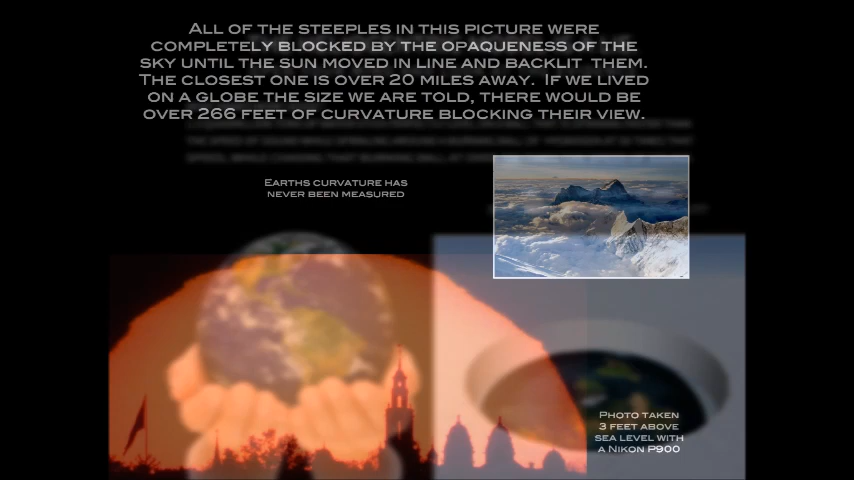 ALL OF THE STEEPLES IN THIS PICTURE WERE
COMPLETELY BLOCKED BY THE OPAQUENESS OF THE
SKY UNTIL THE SUN MOVED IN LINE AND BACKLIT THEM.
THE CLOSEST ONE IS OVER 20 MILES AWAY. IF WE LIVED
ON A GLOBE THE SIZE WE ARE TOLD, THERE WOULD BE
OVER 266 FEET OF CURVATURE BLOCKING THEIR VIEW.
EARTHS CURVATURE HAS
NEVER BEEN MEASURED
PHOTO TAKEN
3 FEET ABOVE
SEA LEVEL WITH
A NIKON P900